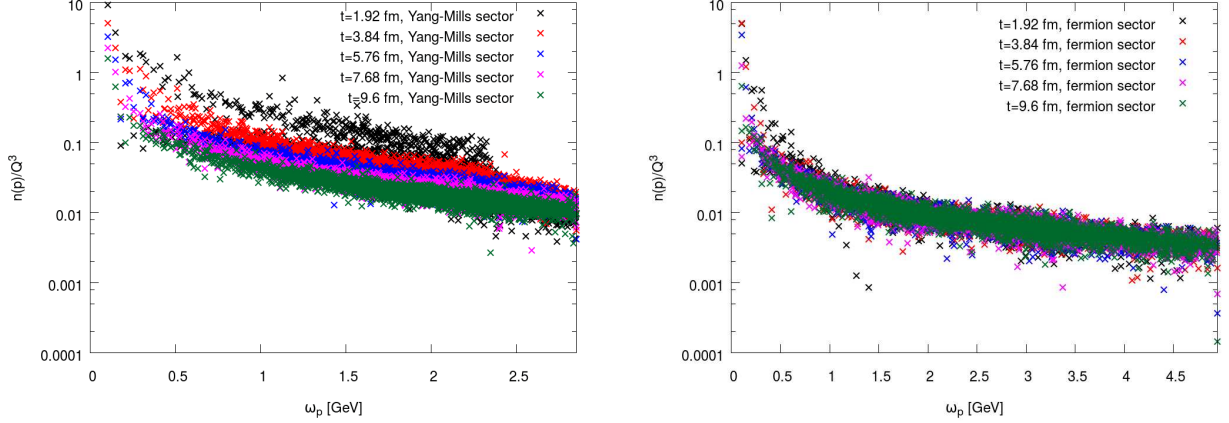 10
1
0.1
0.01
0.001
0.0001
n(p)/Q³
t=1.92 fm, Yang-Mills sector
t=3.84 fm, Yang-Mills sector
t=5.76 fm, Yang-Mills sector
t=7.68 fm, Yang-Mills sector
t=9.6 fm, Yang-Mills sector
0 0.5 1 1.5 2 2.5
ωp [GeV]
10
1
0.1
0.01
0.001
0.0001
n(p)/Q³
t=1.92 fm, fermion sector
t=3.84 fm, fermion sector
t=5.76 fm, fermion sector
t=7.68 fm, fermion sector
t=9.6 fm, fermion sector
0 0.5 1 1.5 2 2.5 3 3.5 4 4.5
ωp [GeV]